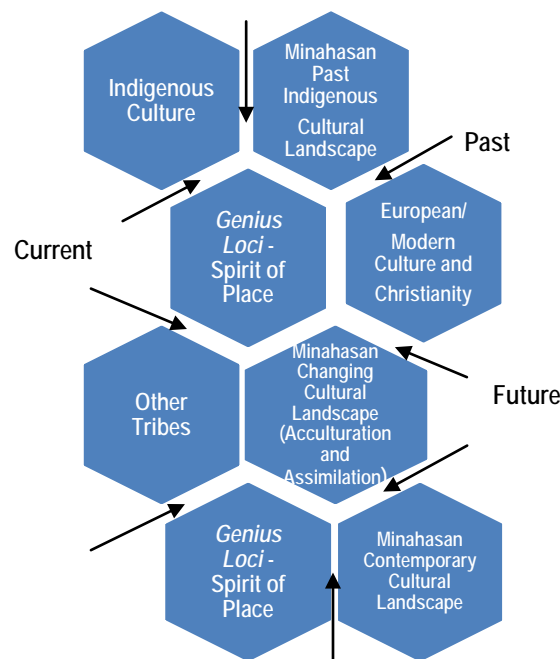 Indigenous
Culture
Minahasan
Past
Indigenous
Cultural
Landscape
Past
Genius
Loci -
Spirit of
Place
European/
Modern
Culture and
Christianity
Current
Other
Tribes
Minahasan
Changing
Cultural
Landscape
(Acculturation
and
Assimilation)
Future
Genius
Loci -
Spirit of
Place
Minahasan
Contemporary
Cultural
Landscape